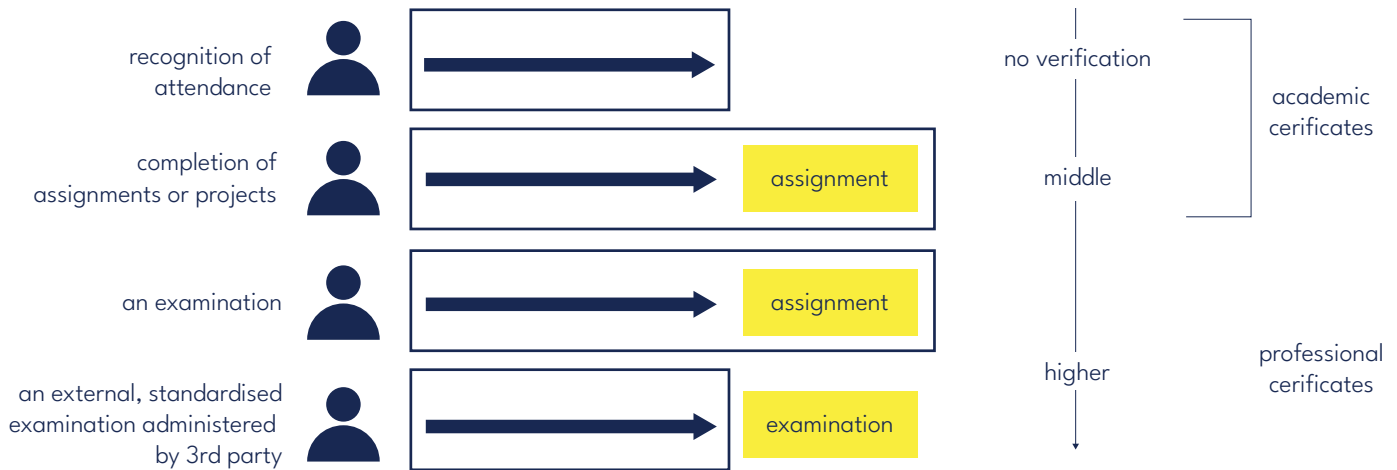 recognition of
attendance
no verification
academic
cerificates
completion of
assignments or projects
assignment
middle
an examination
assignment
an external, standardised
examination administered
by 3rd party
examination
higher
professional
cerificates